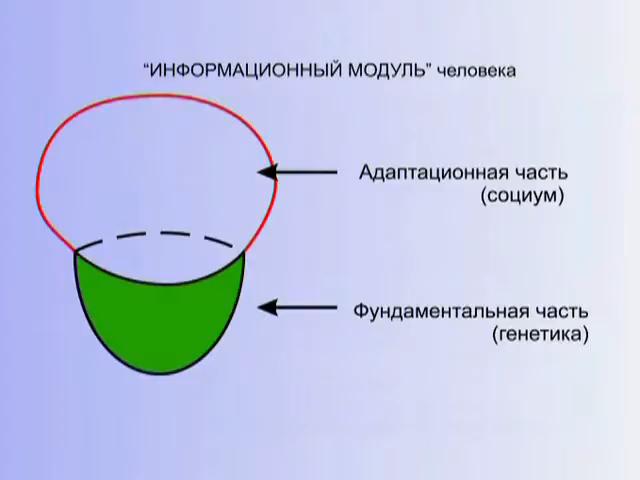 “ИНФОРМАЦИОННЫЙ МОДУЛЬ” человека
Адаптационная часть
(социум)
Фундаментальная часть
(генетика)